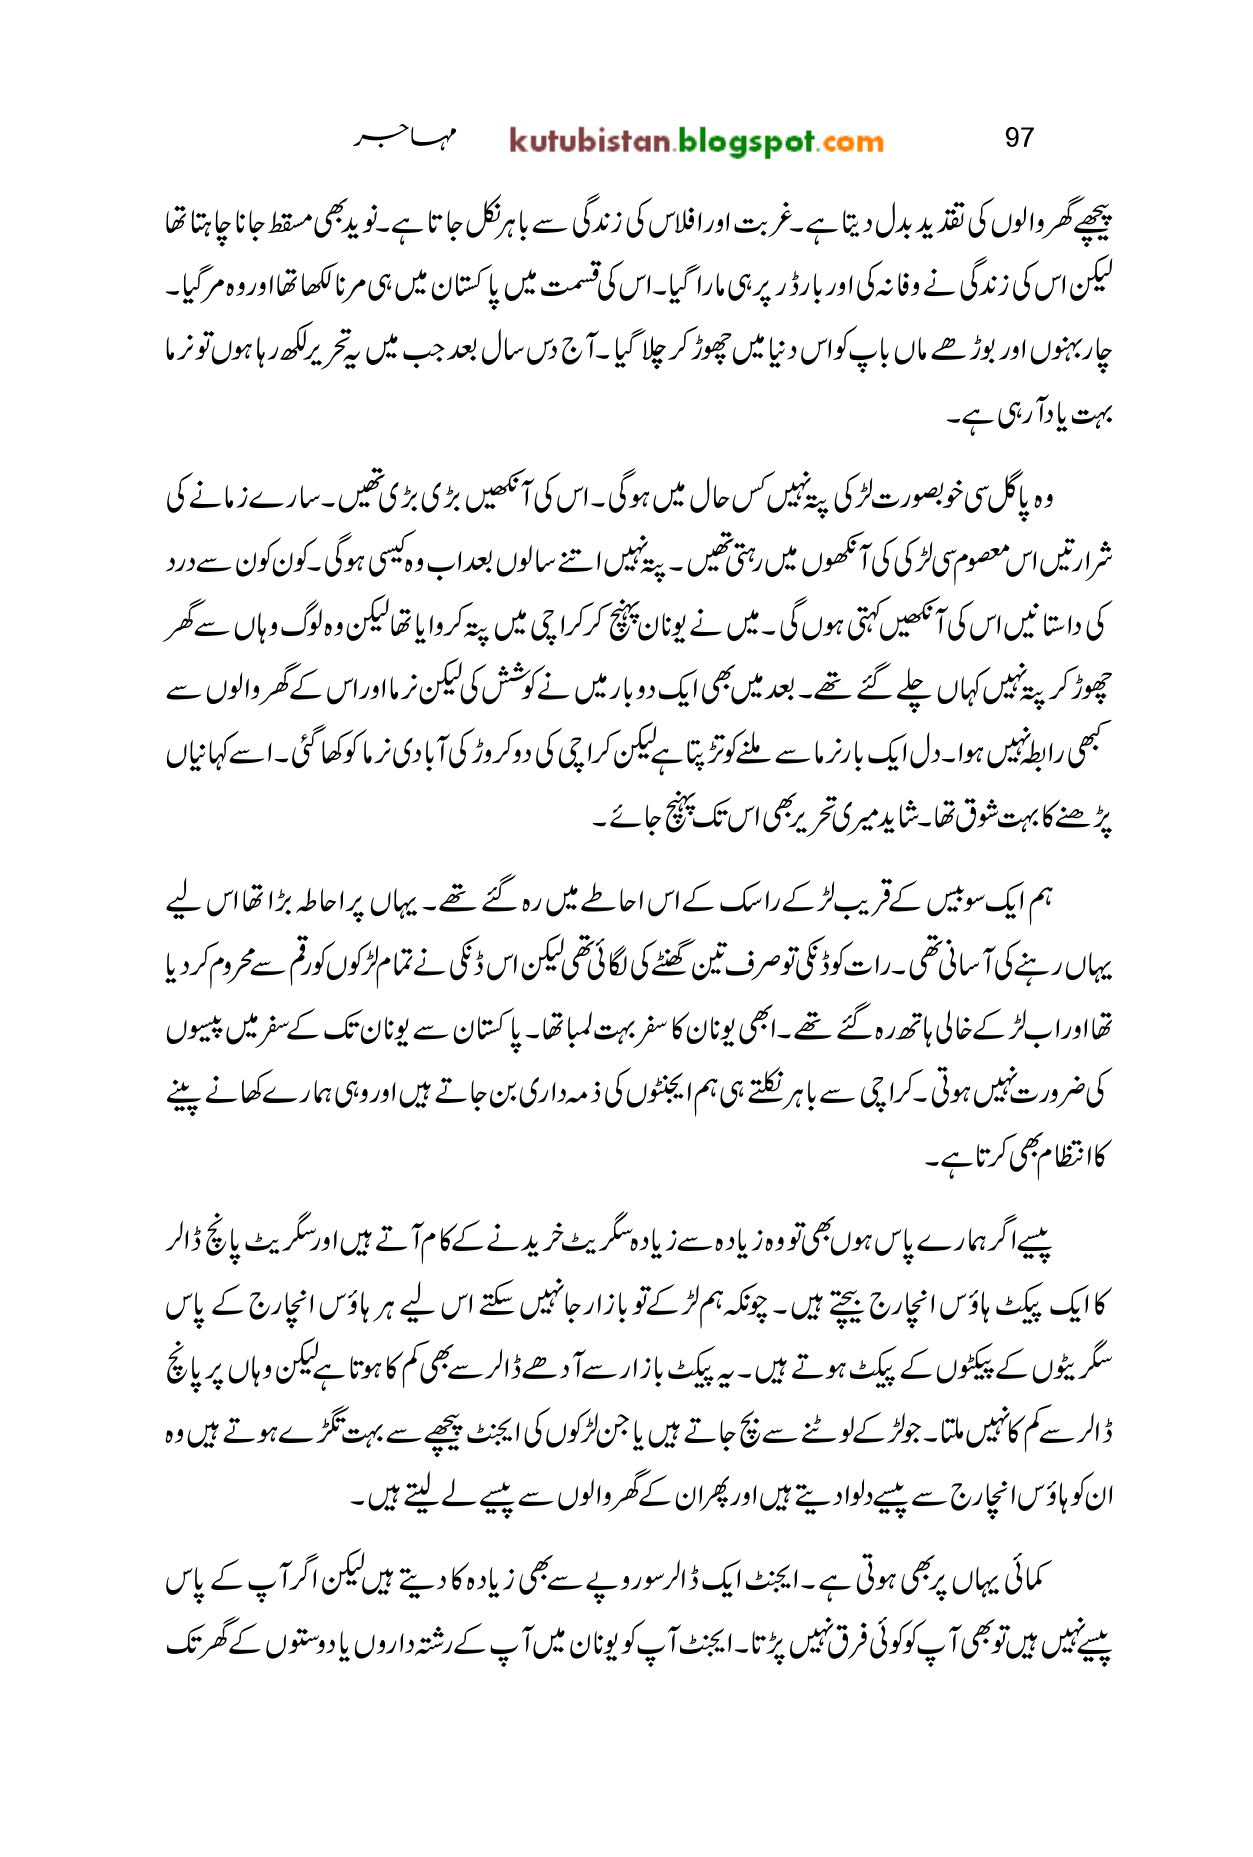 97 kutubistan.blogspot.com مہاجر
پیچھے گھر والوں کی تقدید بدل دیتا ہے۔غربت اور افلاس کی زندگی سے باہر نکل جاتا ہے۔نوید بھی مسقط جانا چاہتا تھا
لیکن اس کی زندگی نے وفا نہ کی اور بارڈر پر ہی مارا گیا۔اس کی قسمت میں پاکستان میں ہی مرنا لکھا تھا اور وہ مر گیا۔
چار بہنوں اور بوڑھے ماں باپ کو اس دنیا میں چھوڑ کر چلا گیا۔آج دس سال بعد جب میں یہ تحریر لکھ رہا ہوں تو نرما
بہت یاد آ رہی ہے۔
وہ پاگل سی خوبصورت لڑکی پتہ نہیں کس حال میں ہو گی۔اس کی آنکھیں بڑی بڑی تھیں۔سارے زمانے کی
شرارتیں اس معصوم سی لڑکی کی آنکھوں میں رہتی تھیں۔ پتہ نہیں اتنے سالوں بعد اب وہ کیسی ہو گی۔کون کون سے درد
کی داستانیں اس کی آنکھیں کہتی ہوں گی۔میں نے یونان پہنچ کر کراچی میں پتہ کروایا تھا لیکن وہ لوگ وہاں سے گھر
چھوڑ کر پتہ نہیں کہاں چلے گئے تھے۔بعد میں بھی ایک دو بار میں نے کوشش کی لیکن نرما اور اس کے گھر والوں سے
کبھی رابطہ نہیں ہوا۔دل ایک بار نرما سے ملنے کو تڑپتا ہے لیکن کراچی کی دو کروڑ کی آبادی نرما کو کھا گئی۔اسے کہانیاں
پڑھنے کا بہت شوق تھا۔شاید میری تحریر بھی اس تک پہنچ جائے۔
ہم ایک سو بیس کے قریب لڑکے راسک کے اس احاطے میں رہ گئے تھے۔ یہاں پر احاطہ بڑا تھا اس لیے
یہاں رہنے کی آسانی تھی۔رات کو ڈنکی تو صرف تین گھنٹے کی لگائی تھی لیکن اس ڈنکی نے تمام لڑکوں کو رقم سے محروم کر دیا
تھا اور اب لڑکے خالی ہاتھ رہ گئے تھے۔ابھی یونان کا سفر بہت لمبا تھا۔ پاکستان سے یونان تک کے سفر میں پیسوں
کی ضرورت نہیں ہوتی۔کراچی سے باہر نکلتے ہی ہم ایجنٹوں کی ذمہ داری بن جاتے ہیں اور وہی ہمارے کھانے پینے
کا انتظام بھی کرتا ہے۔
پیسے اگر ہمارے پاس ہوں بھی تو وہ زیادہ سے زیادہ سگریٹ خریدنے کے کام آتے ہیں اور سگریٹ پانچ ڈالر
کا ایک پیکٹ ہاؤس انچارج بیچتے ہیں۔ چونکہ ہم لڑکے تو بازار جا نہیں سکتے اس لیے ہر ہاؤس انچارج کے پاس
سگریٹوں کے پیکٹوں کے پیکٹ ہوتے ہیں۔یہ پیکٹ بازار سے آدھے ڈالر سے بھی کم کا ہوتا ہے لیکن وہاں پر پانچ
ڈالر سے کم کا نہیں ملتا۔جو لڑکے لوٹنے سے بچ جاتے ہیں یا جن لڑکوں کی ایجنٹ پیچھے سے بہت تگڑے ہوتے ہیں وہ
ان کو ہاؤس انچارج سے پیسے دلوا دیتے ہیں اور پھر ان کے گھر والوں سے پیسے لے لیتے ہیں۔
کمائی یہاں پر بھی ہوتی ہے۔ایجنٹ ایک ڈالر سو روپے سے بھی زیادہ کا دیتے ہیں لیکن اگر آپ کے پاس
پیسے نہیں ہیں تو بھی آپ کو کوئی فرق نہیں پڑتا۔ایجنٹ آپ کو یونان میں آپ کے رشتہ داروں یا دوستوں کے گھر تک